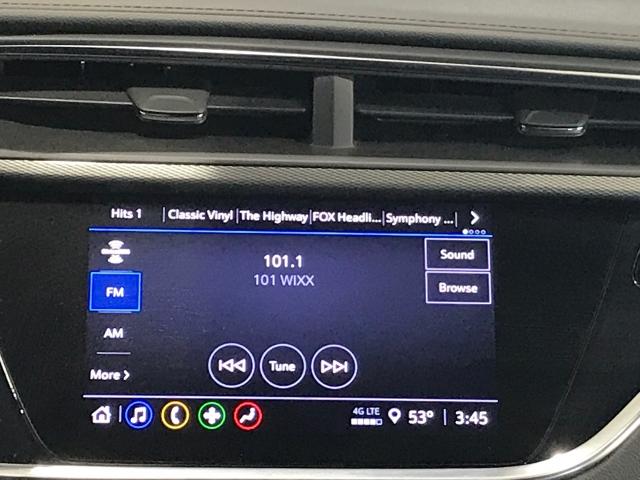 Hits 1 Classic Vinyl The Highway FOX Headli... Symphony ...
101.1
101 WIXX
Sound
Browse
FM
AM
More
Tune
4G LTE
53° 3:45